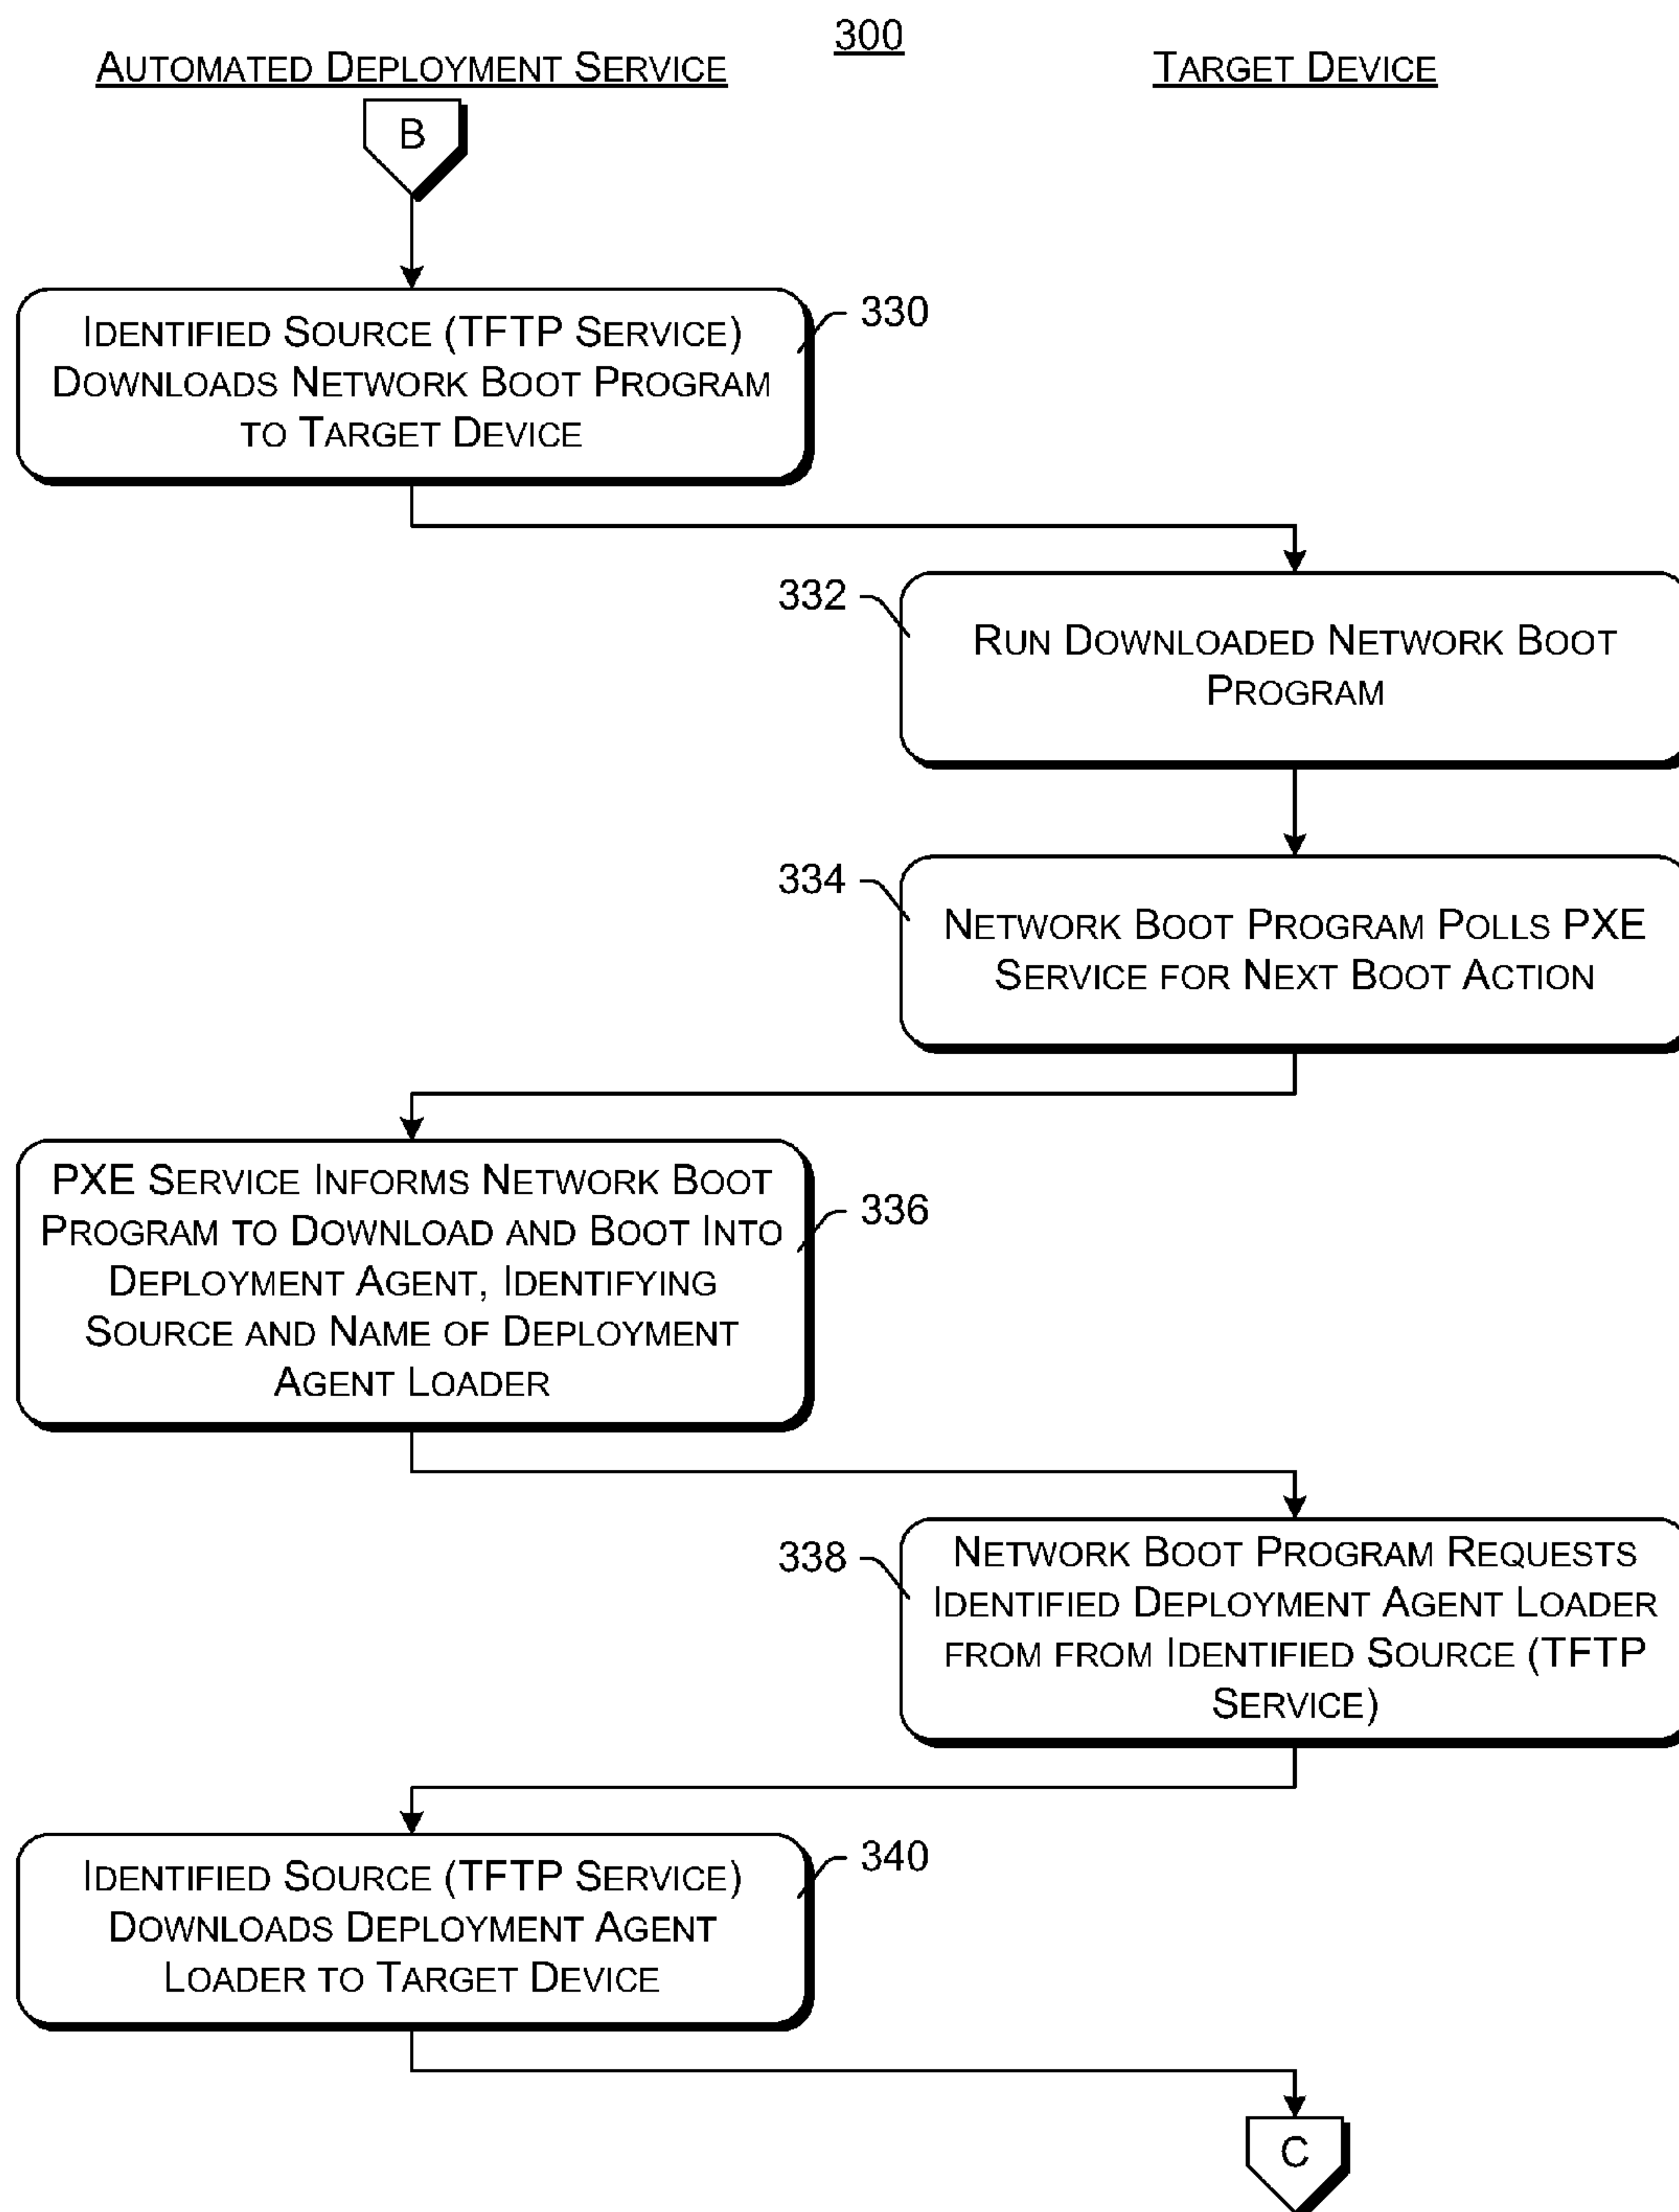 300
AUTOMATED DEPLOYMENT SERVICE
TARGET DEVICE
B
IDENTIFIED SOURCE (TFTP SERVICE)
DOWNLOADS NETWORK BOOT PROGRAM
TO TARGET DEVICE
330
332
RUN DOWNLOADED NETWORK BOOT
PROGRAM
334
NETWORK BOOT PROGRAM POLLS PXE
SERVICE FOR NEXT BOOT ACTION
PXE SERVICE INFORMS NETWORK BOOT
PROGRAM TO DOWNLOAD AND BOOT INTO
DEPLOYMENT AGENT, IDENTIFYING
SOURCE AND NAME OF DEPLOYMENT
AGENT LOADER
336
338
NETWORK BOOT PROGRAM REQUESTS
IDENTIFIED DEPLOYMENT AGENT LOADER
FROM FROM IDENTIFIED SOURCE (TFTP
SERVICE)
IDENTIFIED SOURCE (TFTP SERVICE)
DOWNLOADS DEPLOYMENT AGENT
LOADER TO TARGET DEVICE
340
C